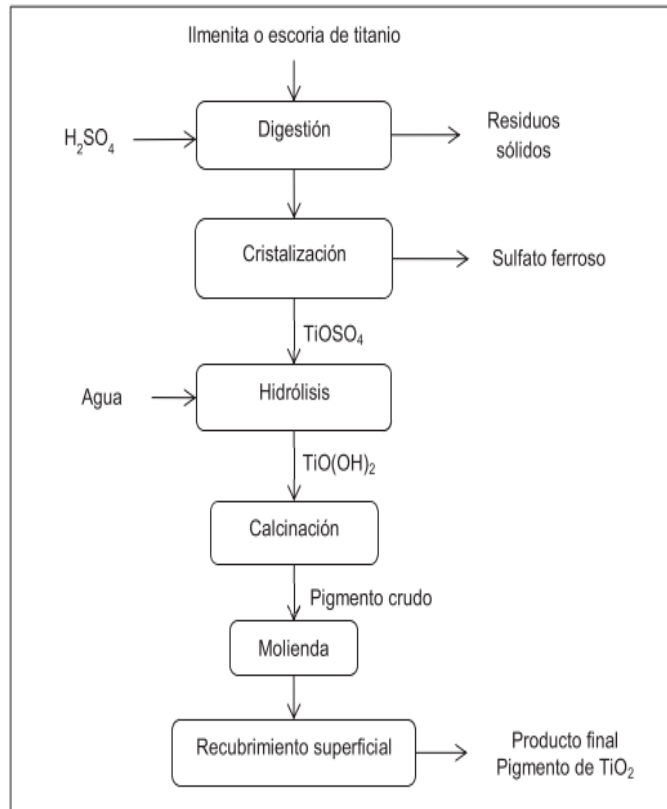 Ilmenita o escoria de titanio
Digestión
H₂SO₄
Residuos
sólidos
Cristalización
Sulfato ferroso
TiOSO₄
Agua
Hidrólisis
TiO(OH)₂
Calcinación
Pigmento crudo
Molienda
Recubrimiento superficial
Producto final
Pigmento de TiO₂